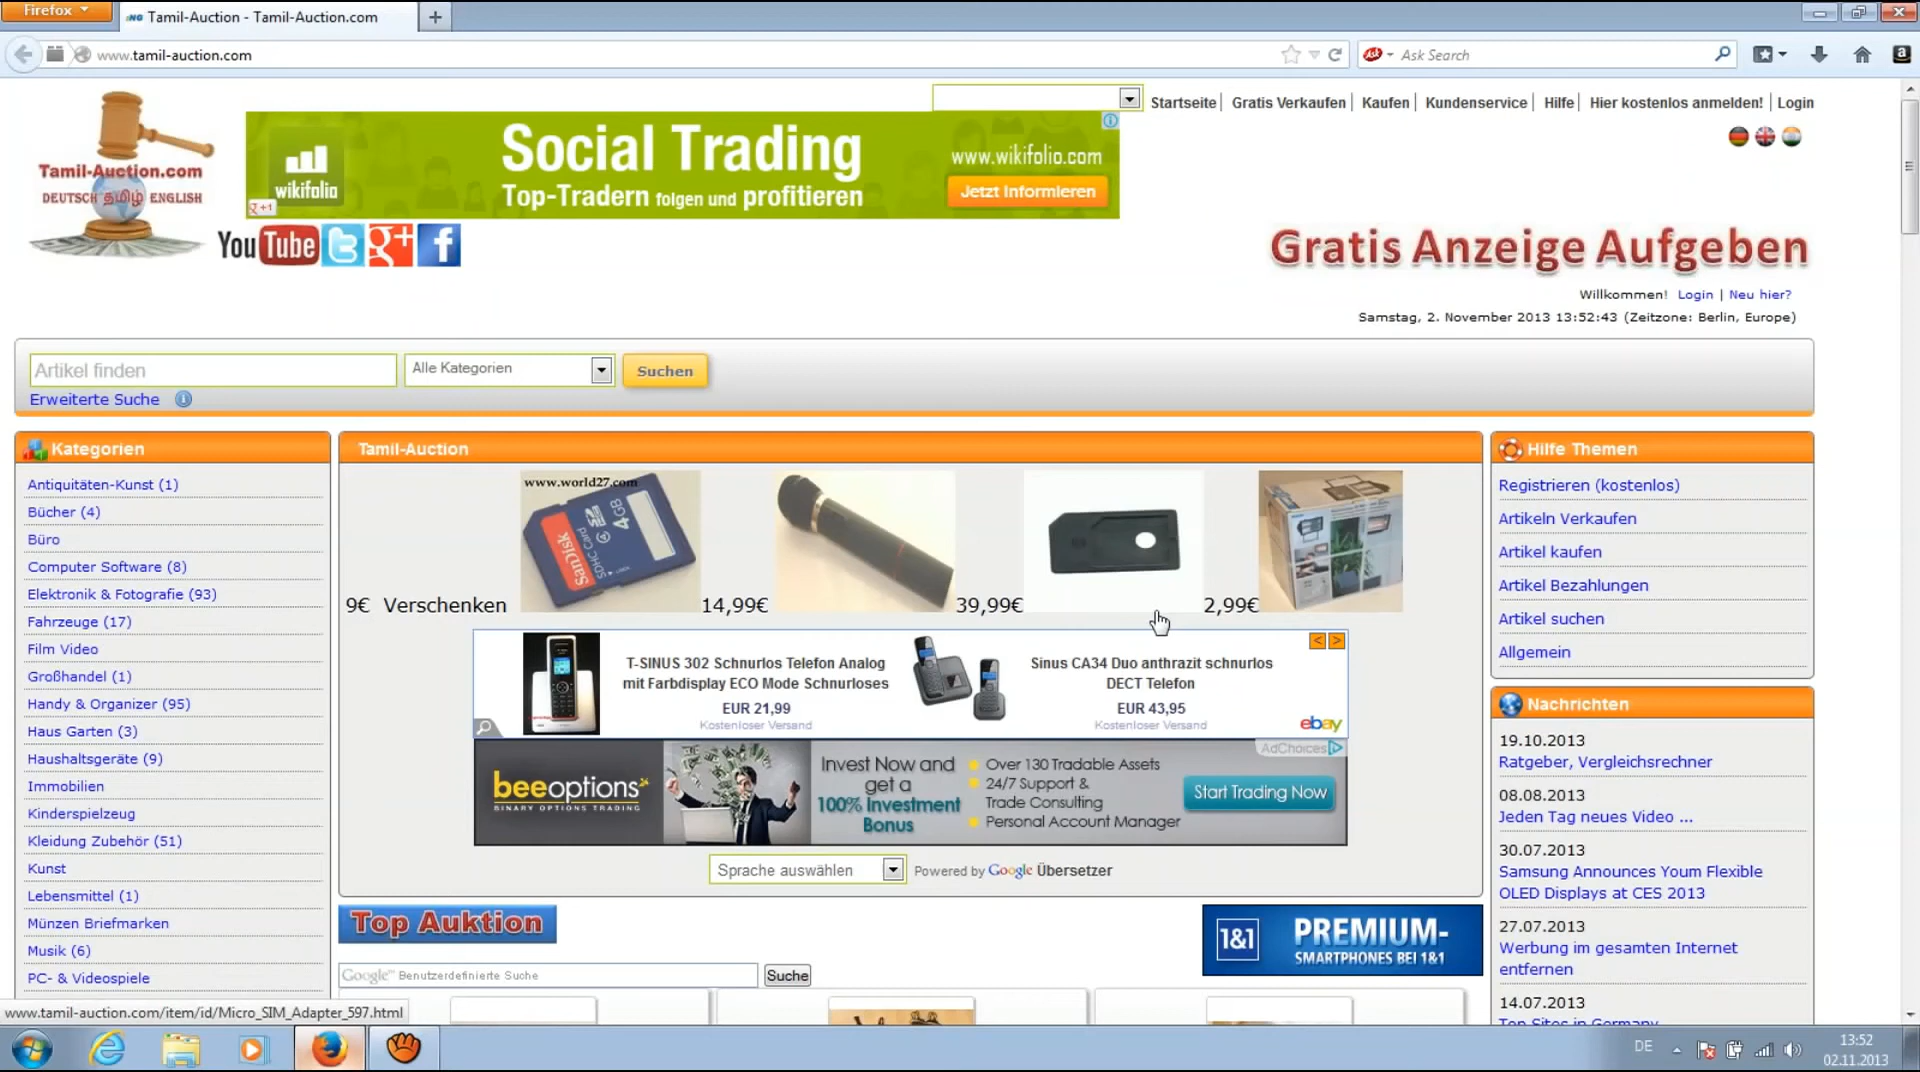 Firefox
Tamil-Auction - Tamil-Auction.com
www.tamil-auction.com
Ask Search
Startseite
Gratis Verkaufen
Kaufen
Kundenservice
Hilfe
Hier kostenlos anmelden!
Login
Tamil-Auction.com
DEUTSCH தமிழ் ENGLISH
wikifolio
Social Trading
Top-Tradern folgen und profitieren
www.wikifolio.com
Jetzt Informieren
g +1
YouTube
Gratis Anzeige Aufgeben
Willkommen! Login | Neu hier?
Samstag, 2. November 2013 13:52:43 (Zeitzone: Berlin, Europe)
Artikel finden
Alle Kategorien
Suchen
Erweiterte Suche
Kategorien
Antiquitäten-Kunst (1)
Bücher (4)
Büro
Computer Software (8)
Elektronik & Fotografie (93)
Fahrzeuge (17)
Film Video
Großhandel (1)
Handy & Organizer (95)
Haus Garten (3)
Haushaltsgeräte (9)
Immobilien
Kinderspielzeug
Kleidung Zubehör (51)
Kunst
Lebensmittel (1)
Münzen Briefmarken
Musik (6)
PC- & Videospiele
Tamil-Auction
www.world27.com
SanDisk
SDHC Card
4GB
9€ Verschenken
14,99€
39,99€
2,99€
T-SINUS 302 Schnurlos Telefon Analog
mit Farbdisplay ECO Mode Schnurloses
EUR 21,99
Kostenloser Versand
Sinus CA34 Duo anthrazit schnurlos
DECT Telefon
EUR 43,95
Kostenloser Versand
ebay
AdChoices
beeoptions
BINARY OPTIONS TRADING
Invest Now and
get a
100% Investment
Bonus
Over 130 Tradable Assets
24/7 Support &
Trade Consulting
Personal Account Manager
Start Trading Now
Sprache auswählen
Powered by Google Übersetzer
Top Auktion
1&1
PREMIUM-
SMARTPHONES BEI 1&1
Google Benutzerdefinierte Suche
Suche
Hilfe Themen
Registrieren (kostenlos)
Artikeln Verkaufen
Artikel kaufen
Artikel Bezahlungen
Artikel suchen
Allgemein
Nachrichten
19.10.2013
Ratgeber, Vergleichsrechner
08.08.2013
Jeden Tag neues Video ...
30.07.2013
Samsung Announces Youm Flexible
OLED Displays at CES 2013
27.07.2013
Werbung im gesamten Internet
entfernen
14.07.2013
Top Sites in Germany
www.tamil-auction.com/item/id/Micro_SIM_Adapter_597.html
DE
13:52
02.11.2013